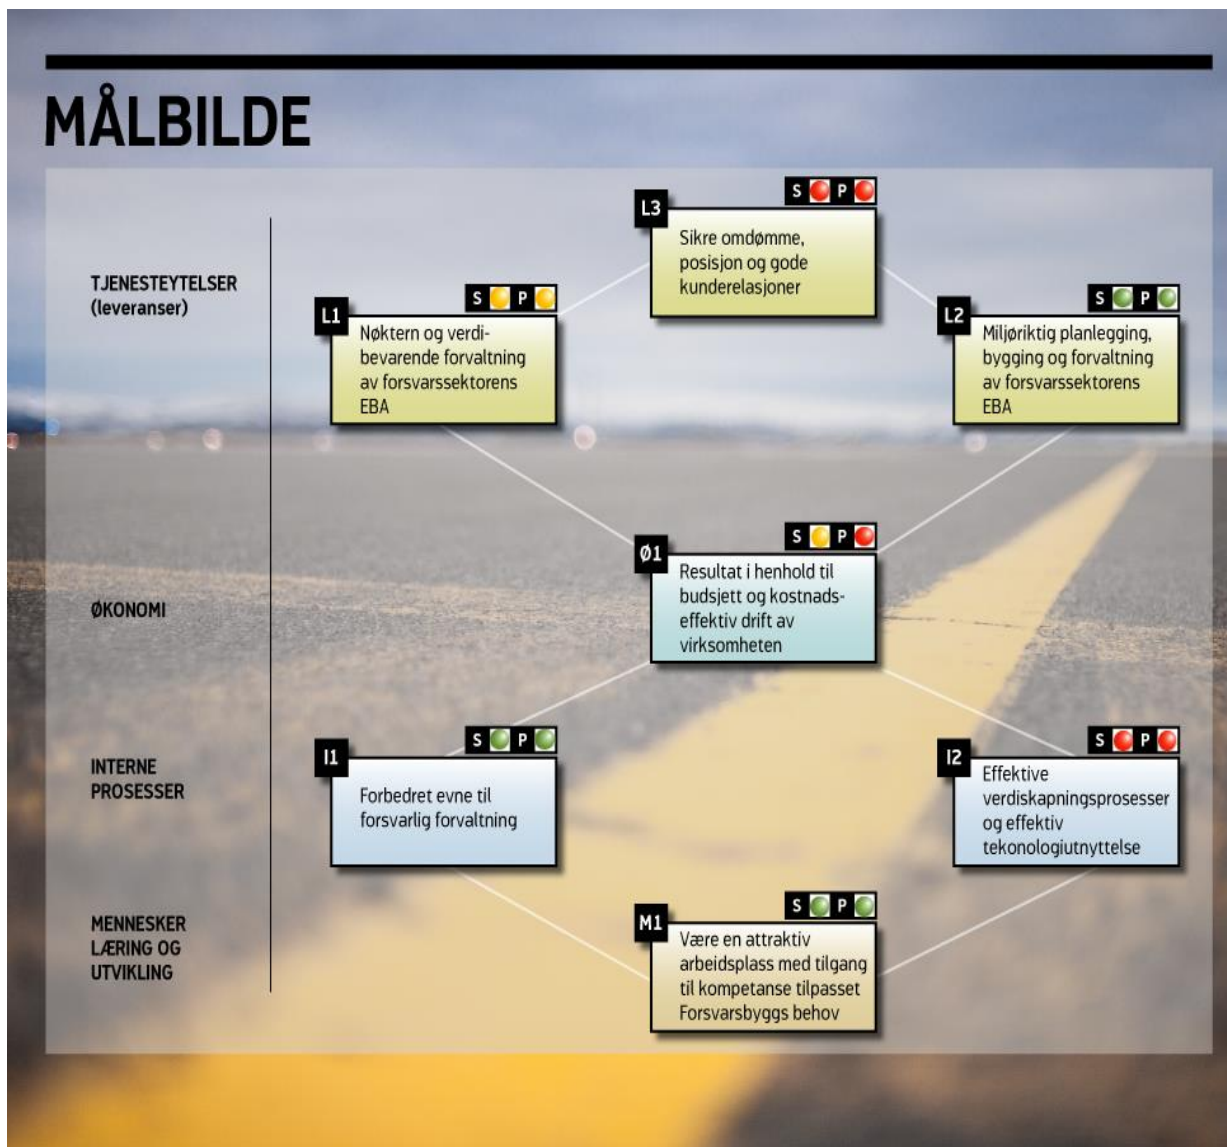 MÅLBILDE
TJENESTEYTELSER
(leveranser)
L3
S P
Sikre omdømme,
posisjon og gode
kunderelasjoner
L1
S P
Nøktern og verdi-
bevarende forvaltning
av forsvarssektorens
EBA
L2
S P
Miljøriktig planlegging,
bygging og forvaltning
av forsvarssektorens
EBA
ØKONOMI
Ø1
S P
Resultat i henhold til
budsjett og kostnads-
effektiv drift av
virksomheten
INTERNE
PROSESSER
I1
S P
Forbedret evne til
forsvarlig forvaltning
I2
S P
Effektive
verdiskapningsprosesser
og effektiv
tekonologiutnyttelse
MENNESKER
LÆRING OG
UTVIKLING
M1
S P
Være en attraktiv
arbeidsplass med tilgang
til kompetanse tilpasset
Forsvarsbyggs behov